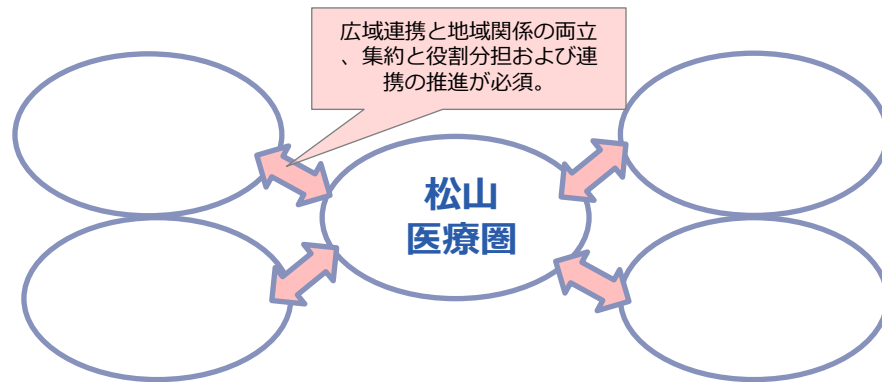 広域連携と地域関係の両立
、集約と役割分担および連
携の推進が必須。
松山
医療圏